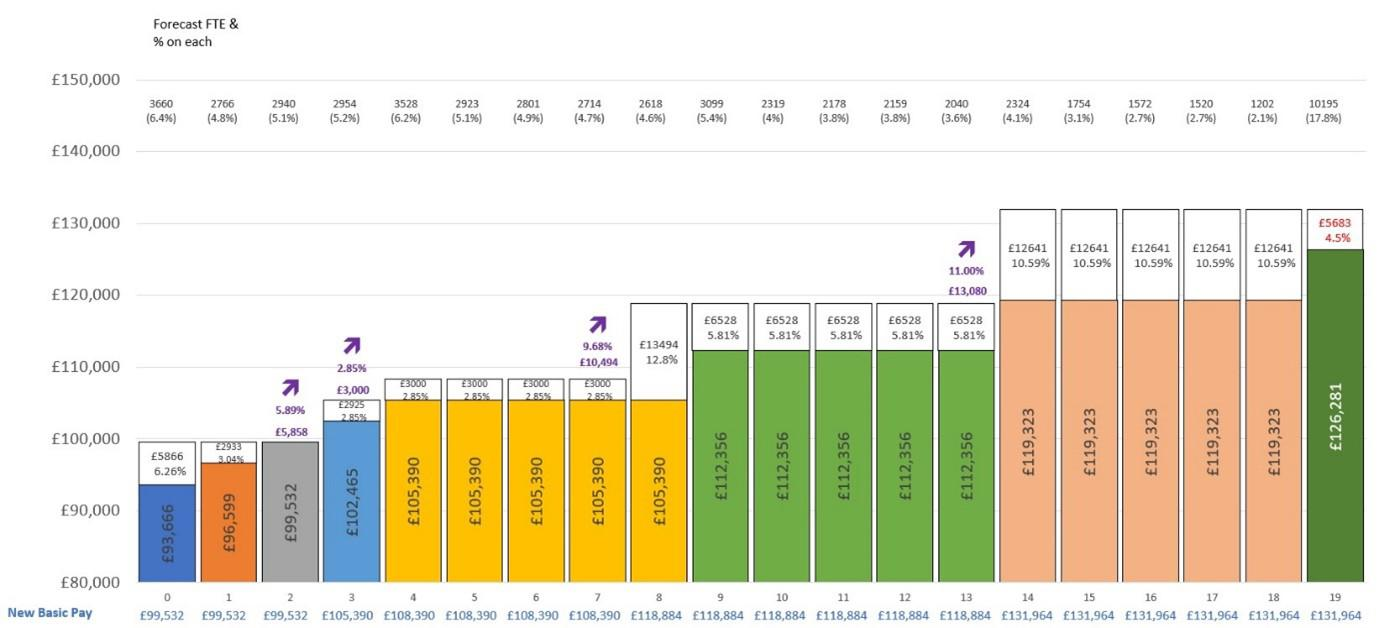 Forecast FTE &
% on each
£150,000
3660 2766 2940 2954 3528 2923 2801 2714 2618 3099 2319 2178 2159 2040 2324 1754 1572 1520 1202 10195
(6.4%) (4.8%) (5.1%) (5.2%) (6.2%) (5.1%) (4.9%) (4.7%) (4.6%) (5.4%) (4%) (3.8%) (3.8%) (3.6%) (4.1%) (3.1%) (2.7%) (2.7%) (2.1%) (17.8%)
£140,000
£130,000
£5683
4.5%
£12641 £12641 £12641 £12641 £12641
10.59% 10.59% 10.59% 10.59% 10.59%
11.00%
£13,080
£120,000
£6528 £6528 £6528 £6528 £6528
5.81% 5.81% 5.81% 5.81% 5.81%
9.68%
£10,494
£13494
12.8%
£110,000
2.85%
£3,000
£3000 £3000 £3000 £3000
2.85% 2.85% 2.85% 2.85%
£2925
2.85%
5.89%
£5,858
£100,000
£5866
6.26%
£2933
3.04%
£93,666 £96,599 £99,532 £102,465 £105,390 £105,390 £105,390 £105,390 £105,390 £112,356 £112,356 £112,356 £112,356 £112,356 £119,323 £119,323 £119,323 £119,323 £119,323 £126,281
£90,000
£80,000
0 1 2 3 4 5 6 7 8 9 10 11 12 13 14 15 16 17 18 19
New Basic Pay £99,532 £99,532 £99,532 £105,390 £108,390 £108,390 £108,390 £108,390 £118,884 £118,884 £118,884 £118,884 £118,884 £118,884 £131,964 £131,964 £131,964 £131,964 £131,964 £131,964